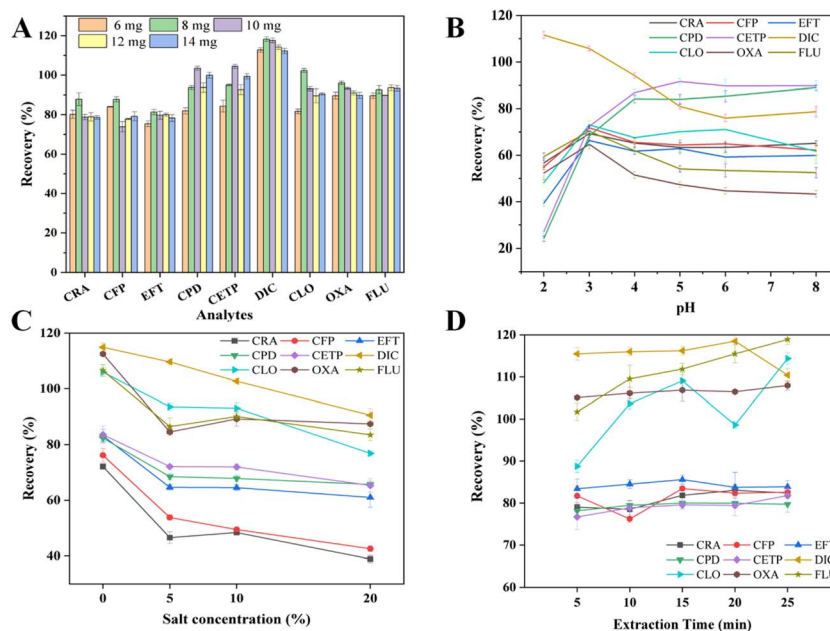 A
6 mg 8 mg 10 mg
12 mg 14 mg
Recovery (%)
140
120
100
80
60
40
20
0
CRA CFP EFT CPD CETP DIC CLO OXA FLU
Analytes
B
CRA CFP EFT
CPD CETP DIC
CLO OXA FLU
Recovery (%)
120
100
80
60
40
20
2 3 4 5 6 7 8
pH
C
CRA CFP EFT
CPD CETP DIC
CLO OXA FLU
Recovery (%)
120
100
80
60
40
0 5 10 20
Salt concentration (%)
D
Recovery (%)
120
110
100
90
80
70
60
CRA CFP EFT
CPD CETP DIC
CLO OXA FLU
5 10 15 20 25
Extraction Time (min)